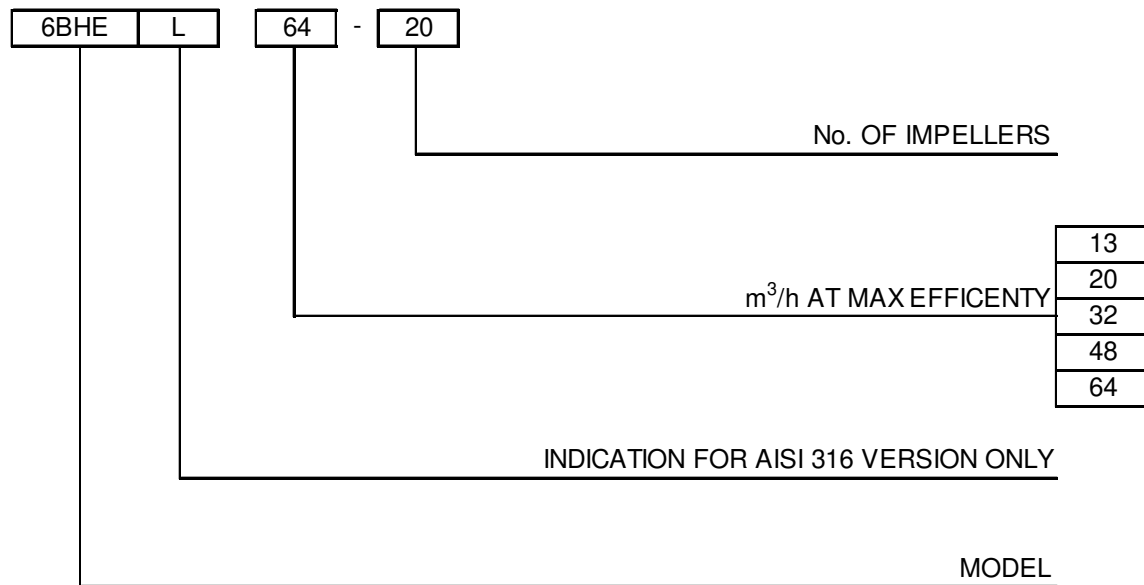 6BHE L 64 - 20
No. OF IMPELLERS
13
20
m³/h AT MAX EFFICENTY
32
48
64
INDICATION FOR AISI 316 VERSION ONLY
MODEL